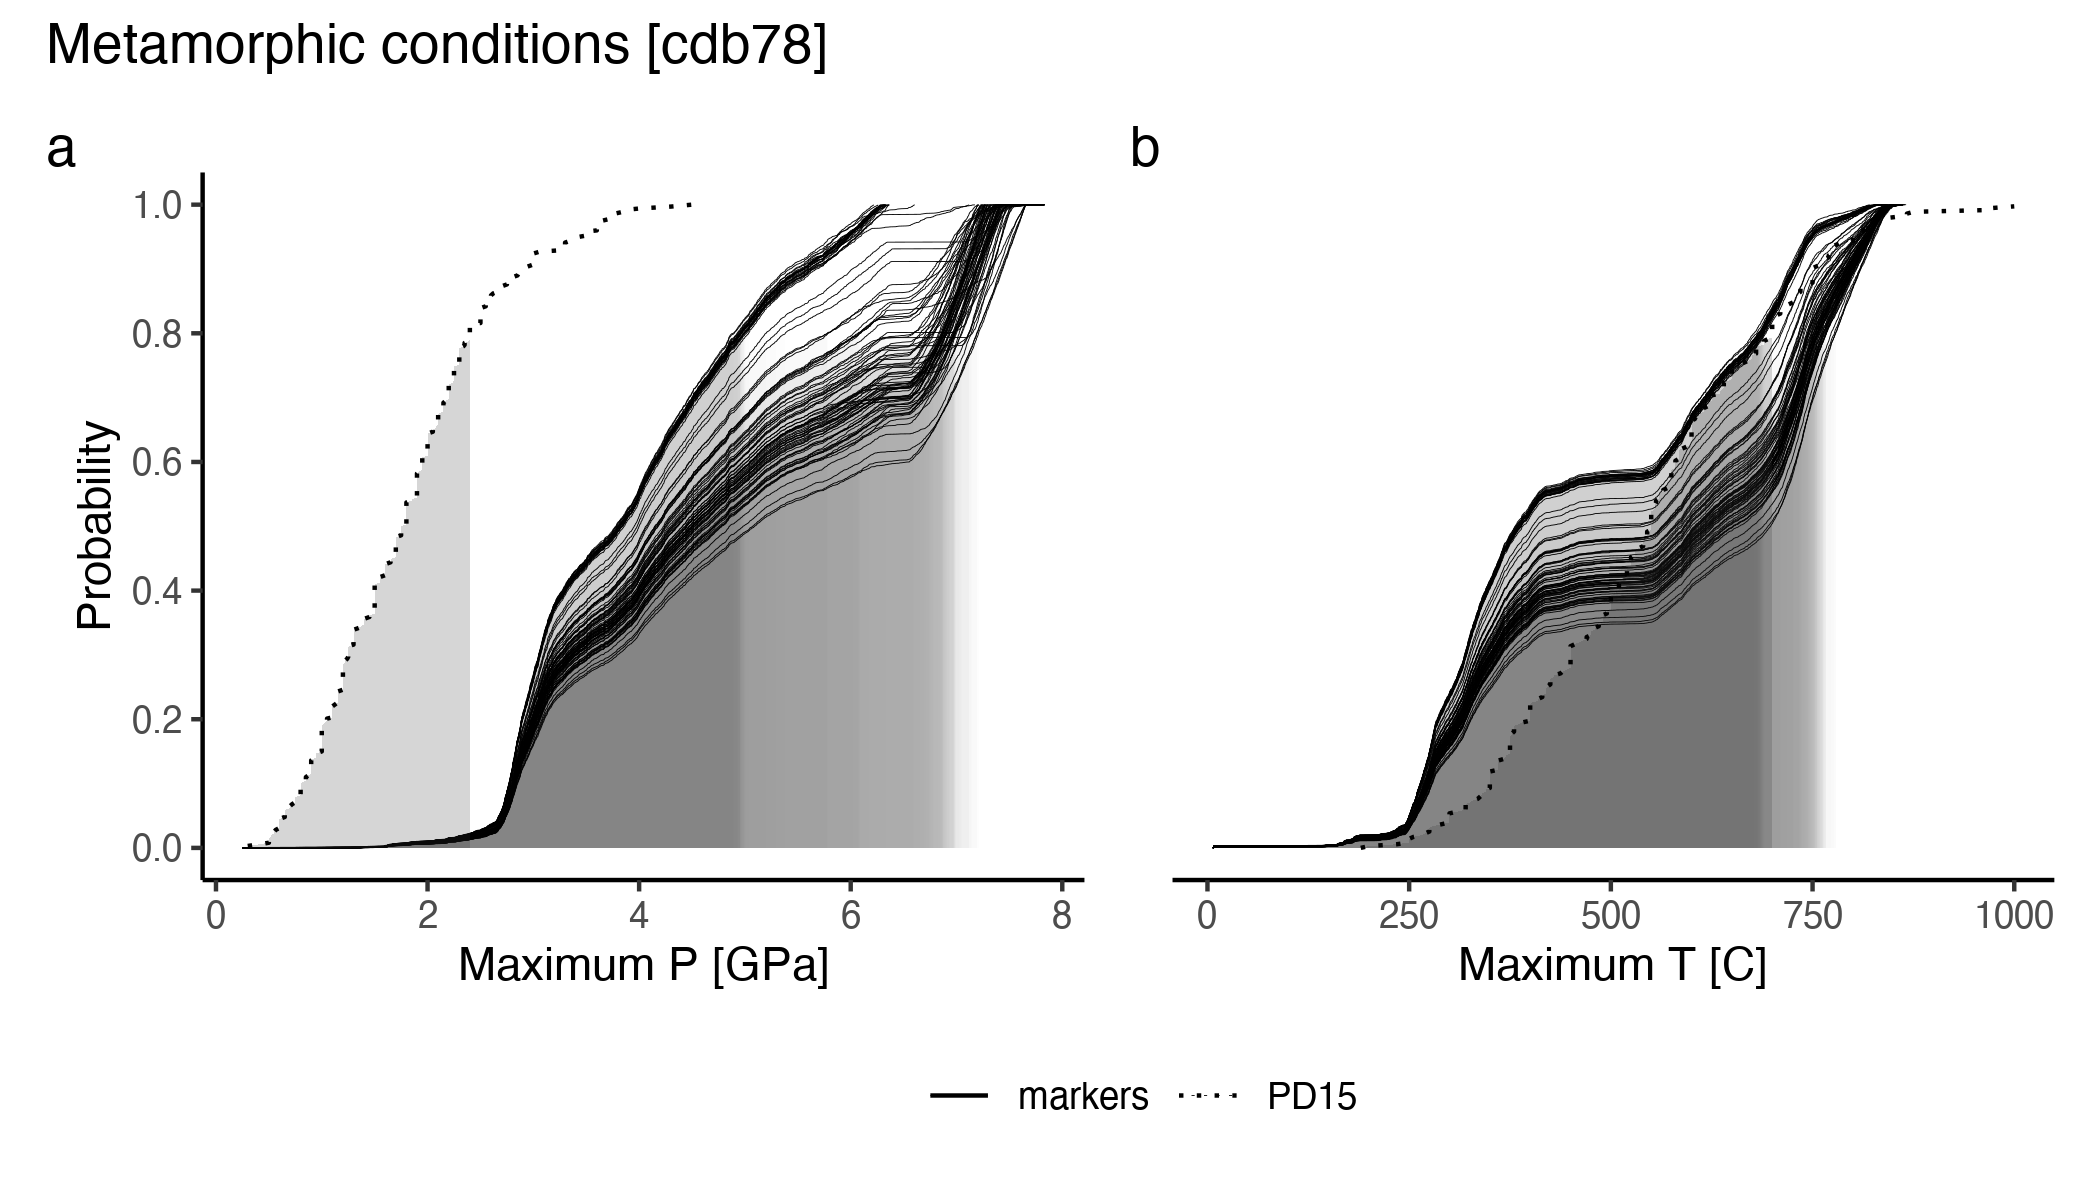 Metamorphic conditions [cdb78]
a
b
Probability
1.0
0.8
0.6
0.4
0.2
0.0
0 2 4 6 8
0 250 500 750 1000
Maximum P [GPa]
Maximum T [C]
markers PD15